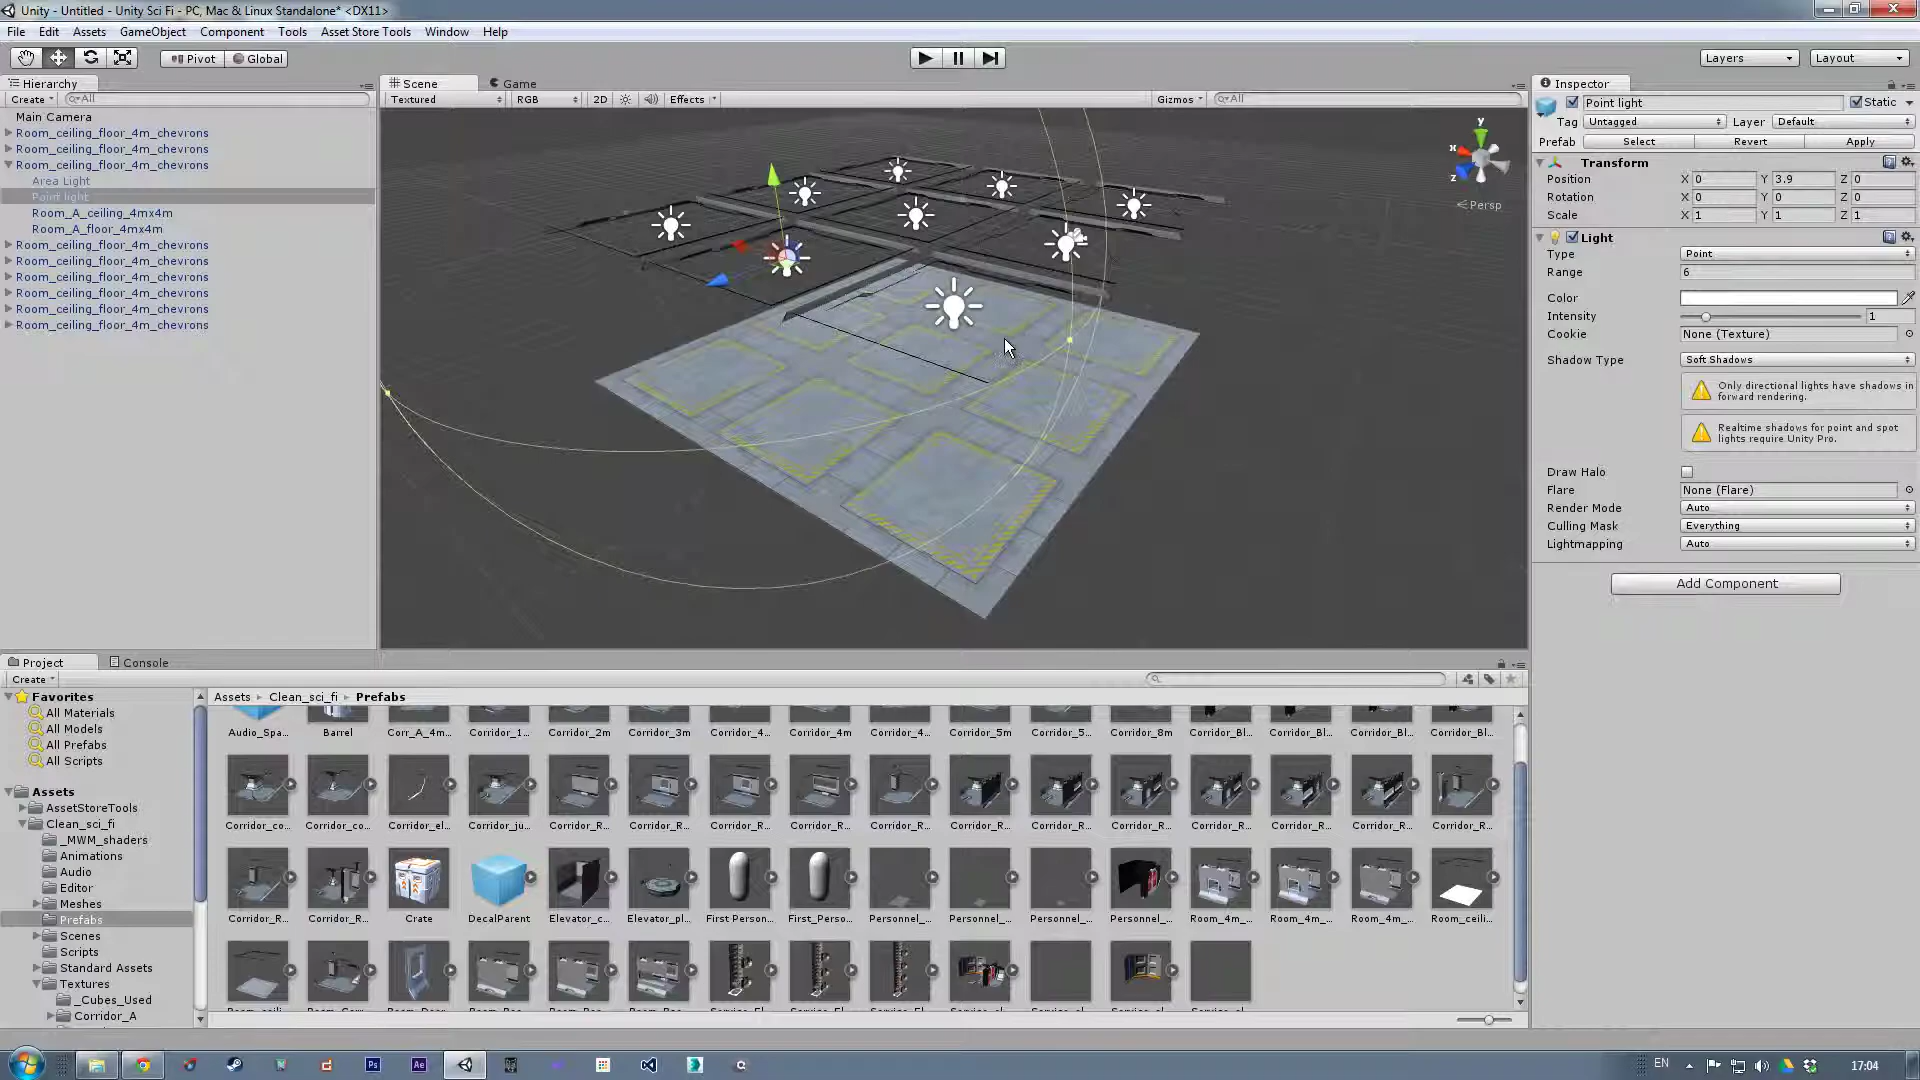 Unity - Untitled - Unity Sci Fi - PC, Mac & Linux Standalone* <DX11>
File Edit Assets GameObject Component Tools Asset Store Tools Window Help
Pivot Global Layers Layout
Hierarchy
Create All
Main Camera
Room_ceiling_floor_4m_chevrons
Room_ceiling_floor_4m_chevrons
Room_ceiling_floor_4m_chevrons
Area Light
Point light
Room_A_ceiling_4mx4m
Room_A_floor_4mx4m
Room_ceiling_floor_4m_chevrons
Room_ceiling_floor_4m_chevrons
Room_ceiling_floor_4m_chevrons
Room_ceiling_floor_4m_chevrons
Room_ceiling_floor_4m_chevrons
Room_ceiling_floor_4m_chevrons
Scene Game
Textured RGB 2D Effects Gizmos All
y
x
z
Persp
Inspector
Point light Static
Tag Untagged Layer Default
Prefab Select Revert Apply
Transform
Position X 0 Y 3.9 Z 0
Rotation X 0 Y 0 Z 0
Scale X 1 Y 1 Z 1
Light
Type Point
Range 6
Color
Intensity 1
Cookie None (Texture)
Shadow Type Soft Shadows
Only directional lights have shadows in
forward rendering.
Realtime shadows for point and spot
lights require Unity Pro.
Draw Halo
Flare None (Flare)
Render Mode Auto
Culling Mask Everything
Lightmapping Auto
Add Component
Project Console
Create
Favorites
All Materials
All Models
All Prefabs
All Scripts
Assets
AssetStoreTools
Clean_sci_fi
_MWM_shaders
Animations
Audio
Editor
Meshes
Prefabs
Scenes
Scripts
Standard Assets
Textures
_Cubes_Used
Corridor_A
Assets Clean_sci_fi Prefabs
Audio_Spa... Barrel Corr_A_4m... Corridor_1... Corridor_2m Corridor_3m Corridor_4... Corridor_4m Corridor_4... Corridor_5m Corridor_5... Corridor_8m Corridor_Bl... Corridor_Bl... Corridor_Bl... Corridor_Bl...
Corridor_co... Corridor_co... Corridor_el... Corridor_ju... Corridor_R... Corridor_R... Corridor_R... Corridor_R... Corridor_R... Corridor_R... Corridor_R... Corridor_R... Corridor_R... Corridor_R... Corridor_R... Corridor_R...
Corridor_R... Corridor_R... Crate DecalParent Elevator_c... Elevator_pl... First Person... First_Perso... Personnel_... Personnel_... Personnel_... Personnel_... Room_4m_... Room_4m_... Room_4m_... Room_ceili...
Ps Ae EN 17:04